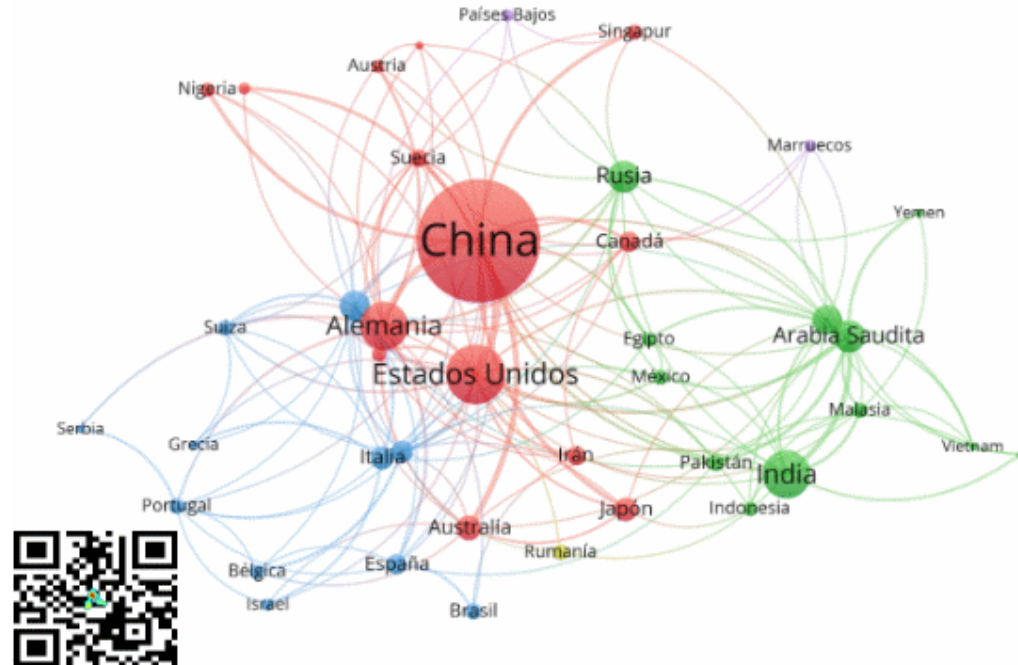 Países Bajos
Singapur
Austria
Nigoria
Marruecos
Suecia
Rusia
Yemen
China
Canadá
Suiza
Alemania
Arabia Saudita
Egipto
Estados Unidos
México
Malasia
Serbia
Grecia
Italia
Irán
Pakistán
India
Vietnam
Portugal
Japón
Indonesia
Australia
Rumanía
Bélgica
España
Israel
Brasil